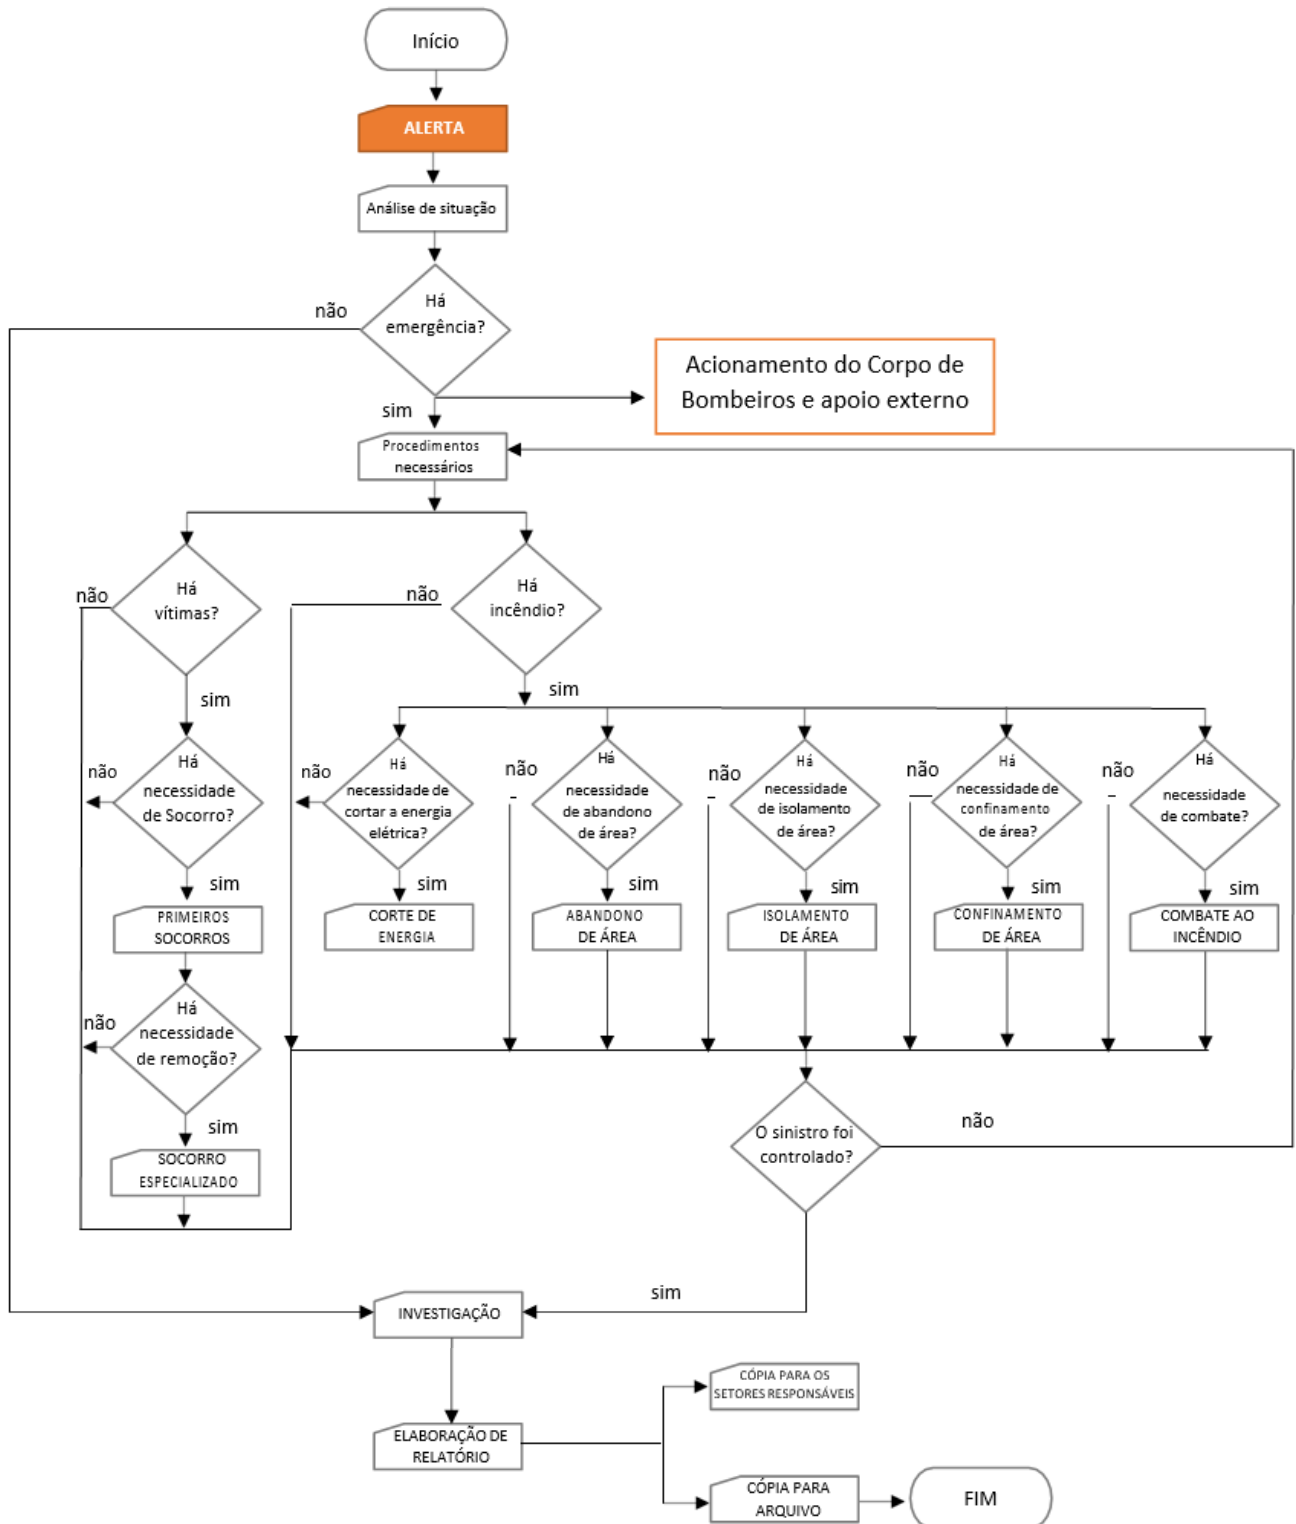 Início
ALERTA
Análise de situação
Há
emergência?
não
Acionamento do Corpo de
Bombeiros e apoio externo
sim
Procedimentos
necessários
Há
vítimas?
não
Há
incêndio?
não
sim
sim
Há
necessidade
de Socorro?
não
Há
necessidade de
cortar a energia
elétrica?
não
Há
necessidade
de abandono
de área?
não
Há
necessidade
de isolamento
de área?
não
Há
necessidade de
confinamento
de área?
não
Há
necessidade
de combate?
não
sim
sim
sim
sim
sim
sim
PRIMEIROS
SOCORROS
CORTE DE
ENERGIA
ABANDONO
DE ÁREA
ISOLAMENTO
DE ÁREA
CONFINAMENTO
DE ÁREA
COMBATE AO
INCÊNDIO
Há
necessidade
de remoção?
não
sim
SOCORRO
ESPECIALIZADO
O sinistro foi
controlado?
não
sim
INVESTIGAÇÃO
CÓPIA PARA OS
SETORES RESPONSÁVEIS
ELABORAÇÃO DE
RELATÓRIO
CÓPIA PARA
ARQUIVO
FIM